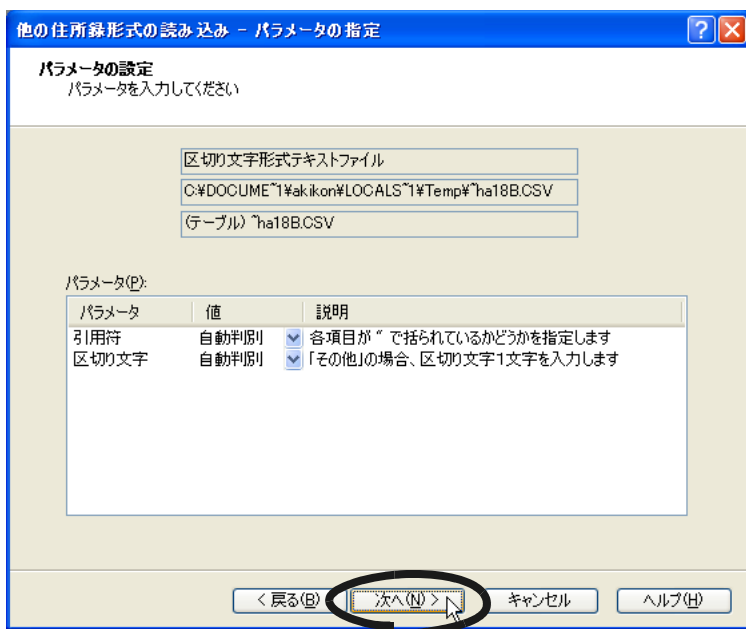 他の住所録形式の読み込み - パラメータの指定
パラメータの設定
パラメータを入力してください
区切り文字形式テキストファイル
C:¥DOCUME~1¥akikon¥LOCALS~1¥Temp¥~ha18B.CSV
(テーブル) ~ha18B.CSV
パラメータ(P):
パラメータ 値 説明
引用符 自動判別 各項目が " で括られているかどうかを指定します
区切り文字 自動判別 「その他」の場合、区切り文字1文字を入力します
< 戻る(B) 次へ(N) > キャンセル ヘルプ(H)